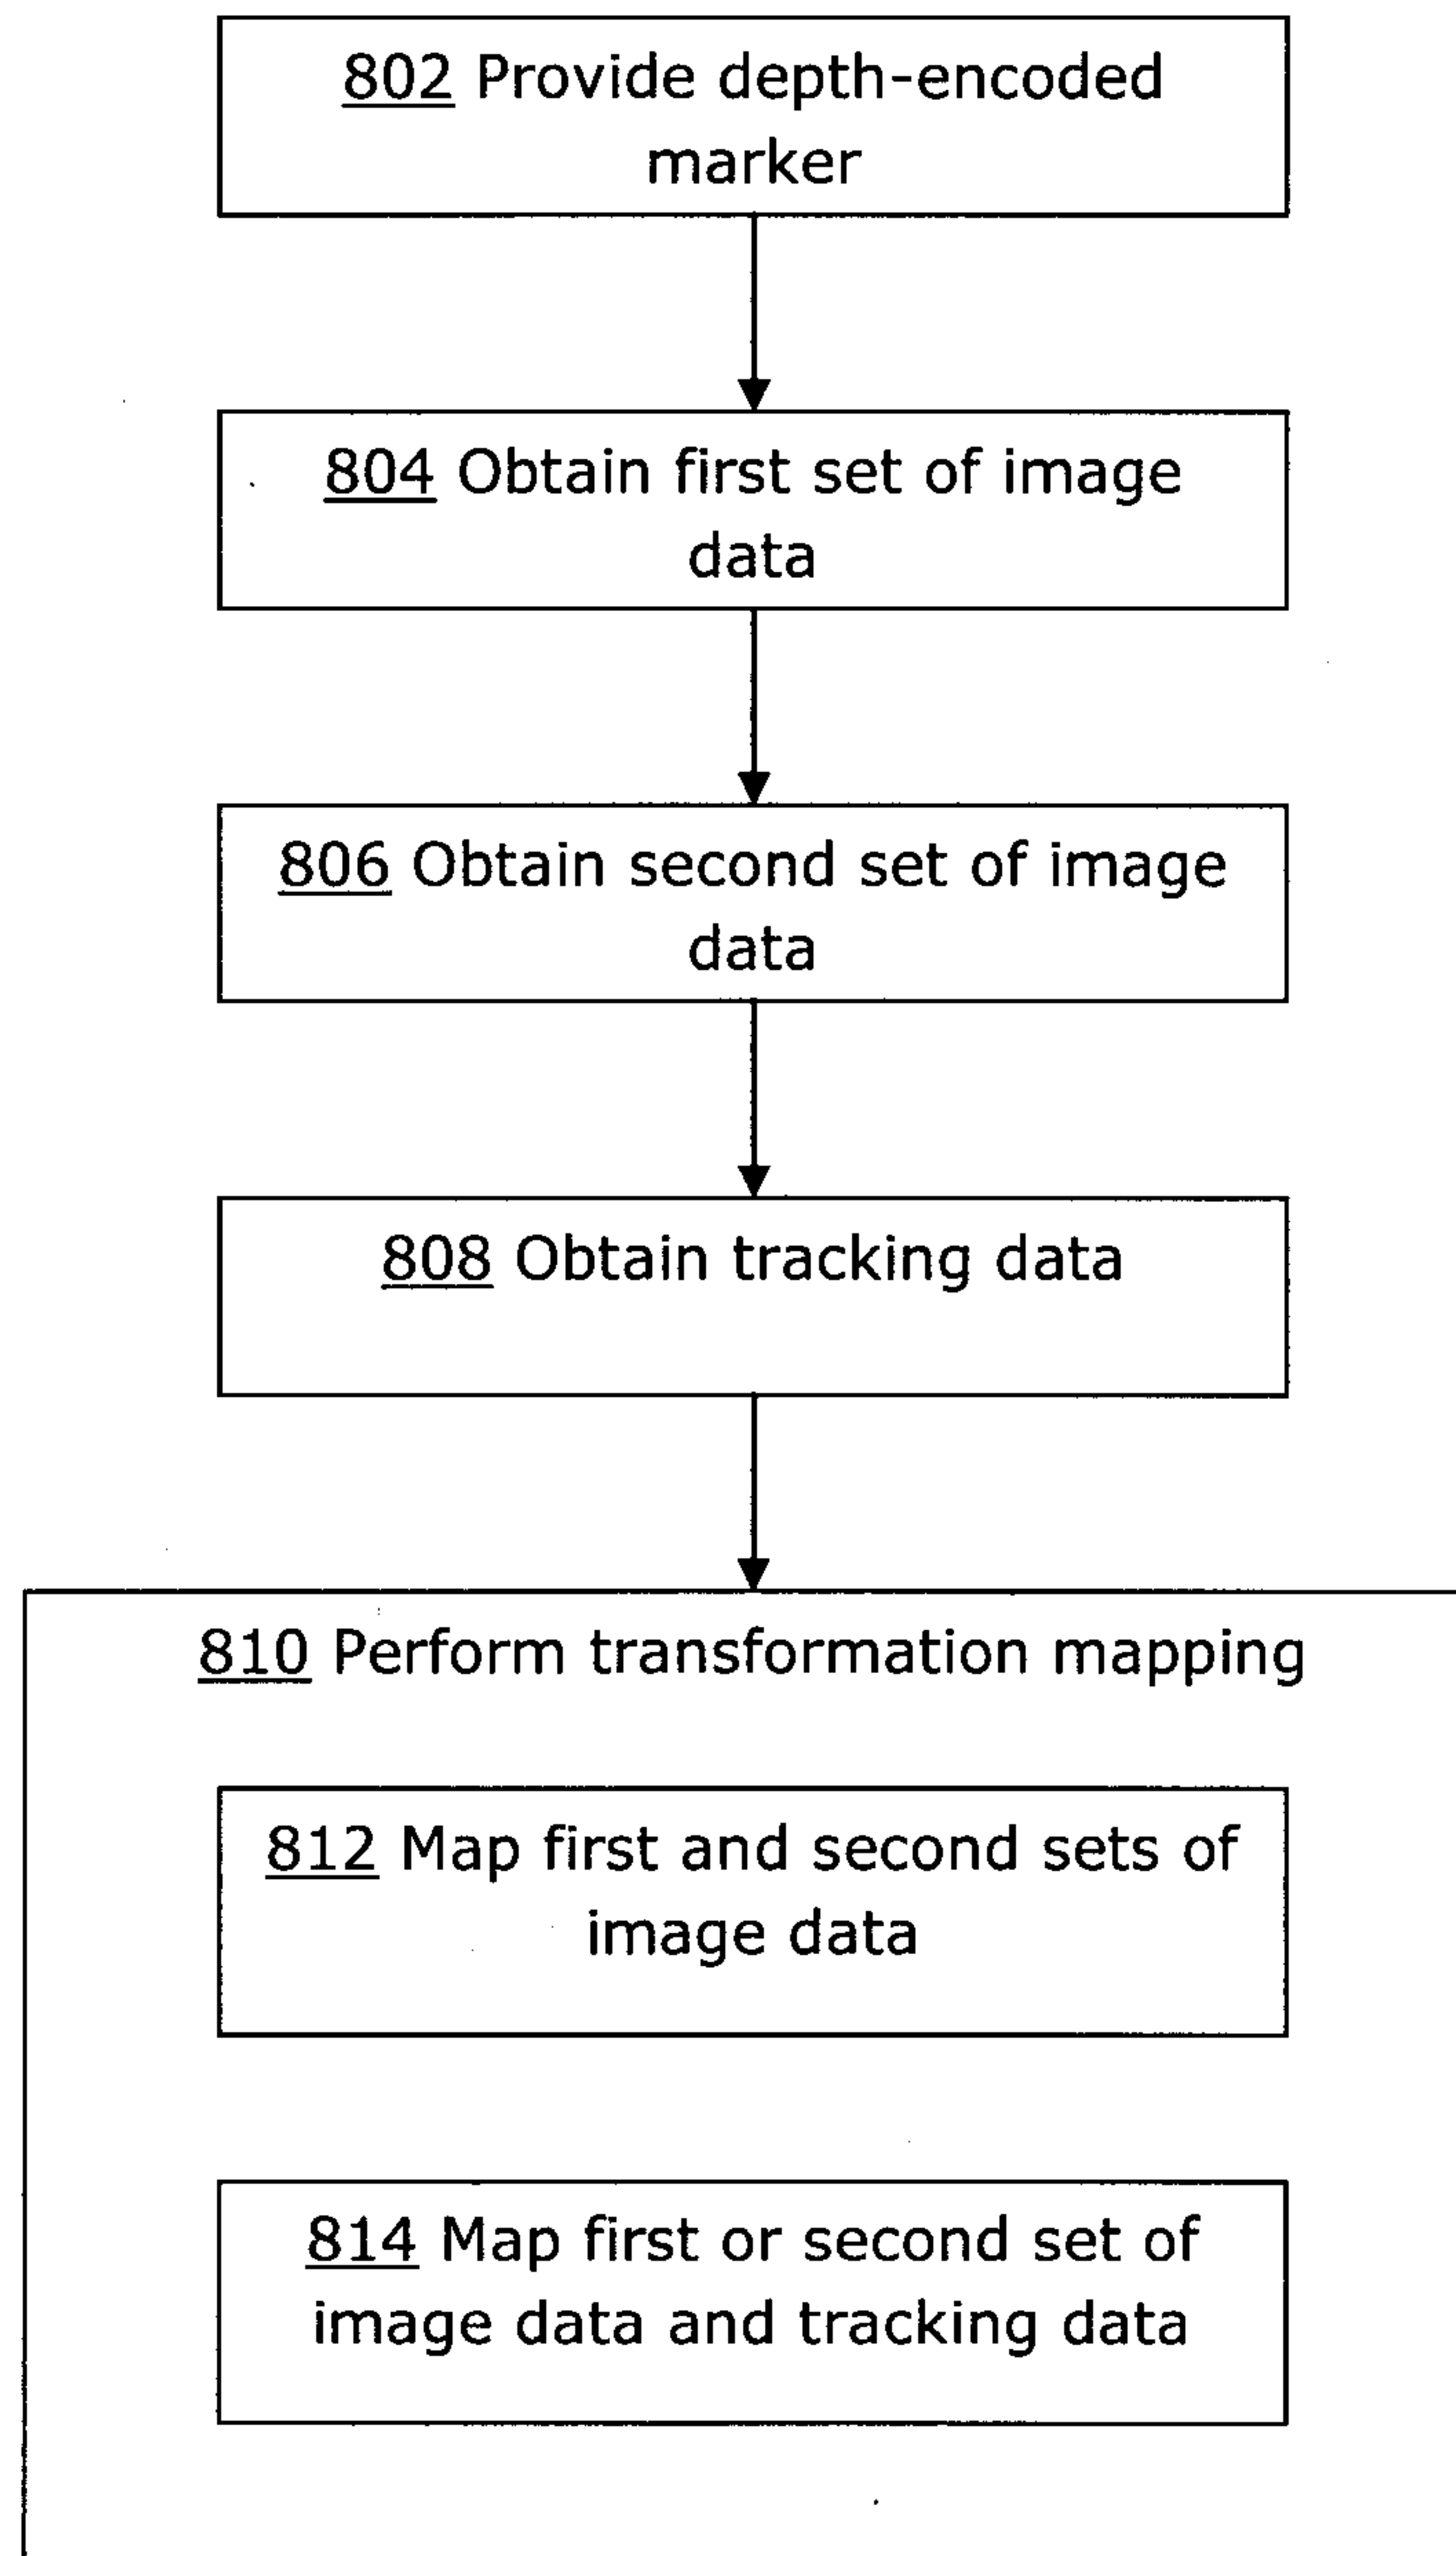 802 Provide depth-encoded
marker
804 Obtain first set of image
data
806 Obtain second set of image
data
808 Obtain tracking data
810 Perform transformation mapping
812 Map first and second sets of
image data
814 Map first or second set of
image data and tracking data